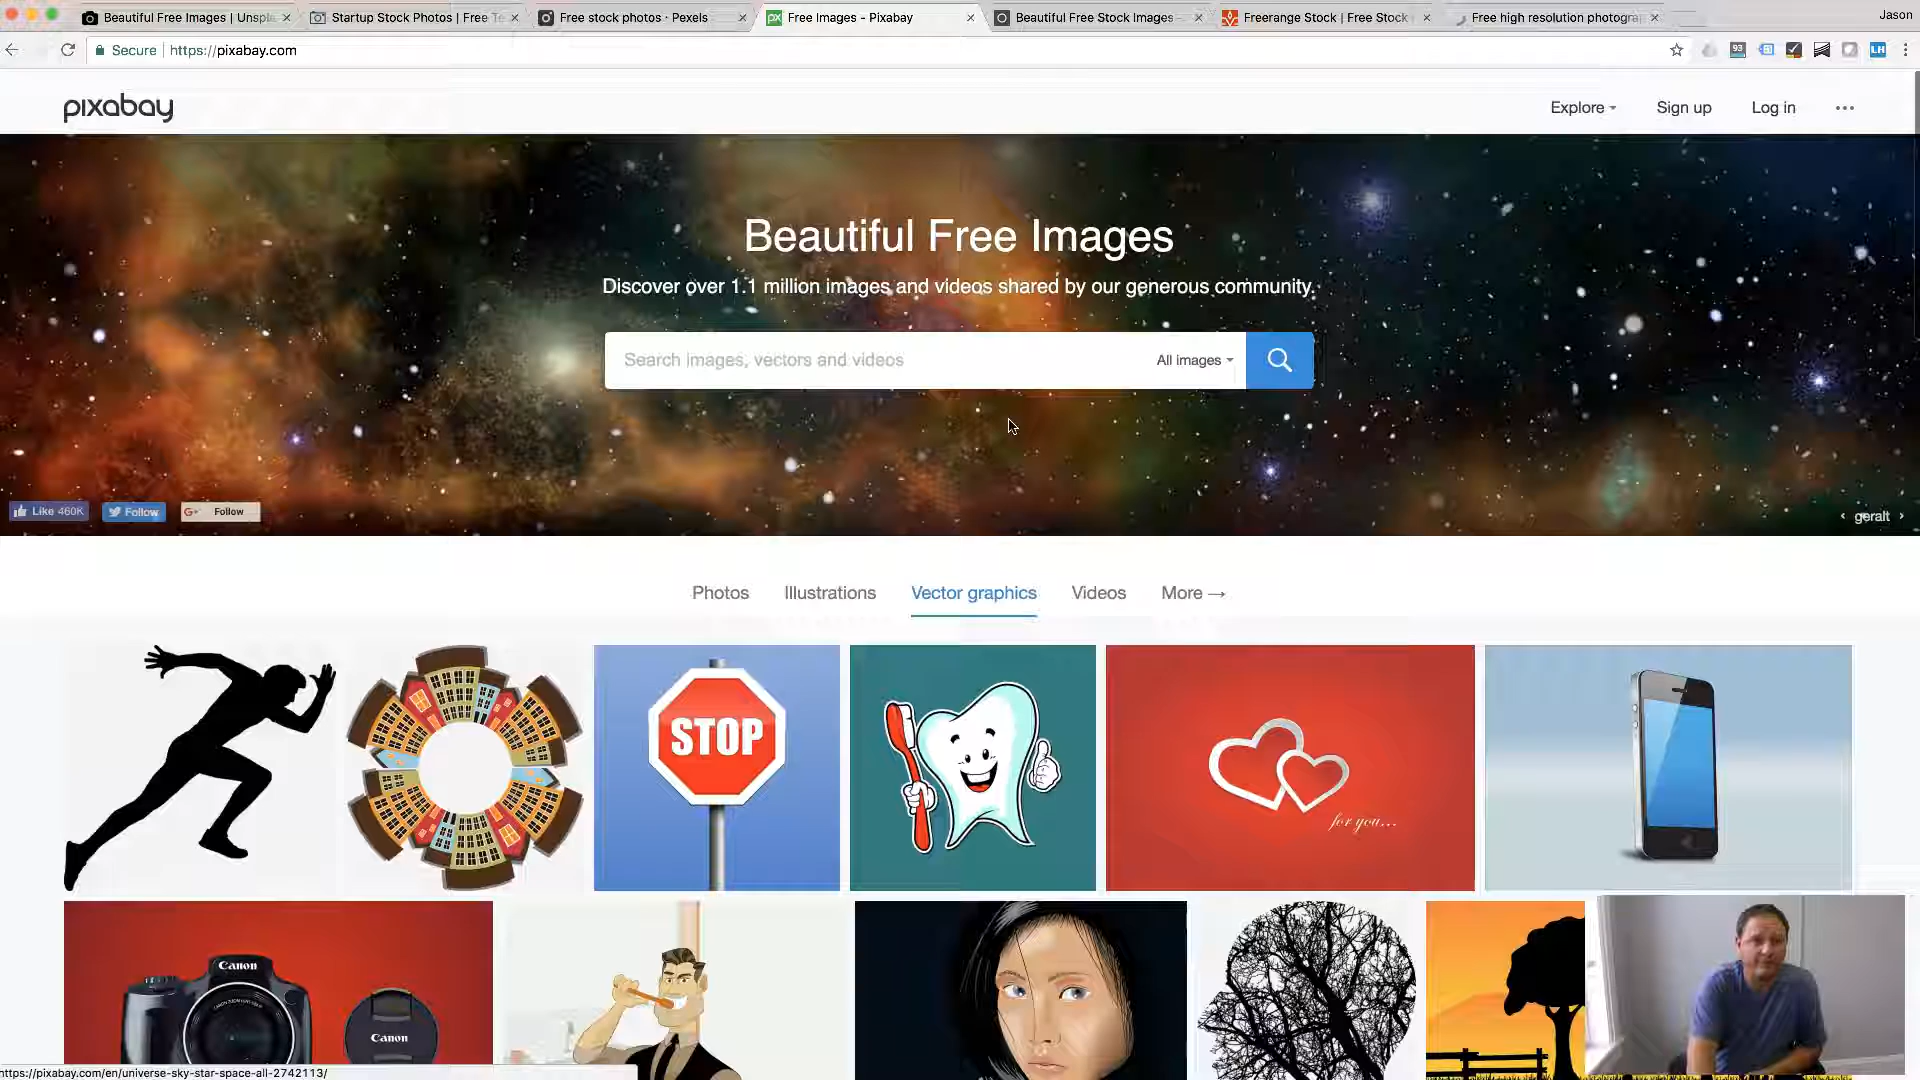 Beautiful Free Images | Unspl
Startup Stock Photos | Free Te
Free stock photos · Pexels
Free Images - Pixabay
Beautiful Free Stock Images -
Freerange Stock | Free Stock
Free high resolution photogra
Jason
Secure
https://pixabay.com
93
LH
pixabay
Explore
Sign up
Log in
Beautiful Free Images
Discover over 1.1 million images and videos shared by our generous community.
Search images, vectors and videos
All images
Like 460K
Follow
G+ Follow
‹ geralt ›
Photos
Illustrations
Vector graphics
Videos
More →
STOP
for you...
Canon
Canon
https://pixabay.com/en/universe-sky-star-space-all-2742113/